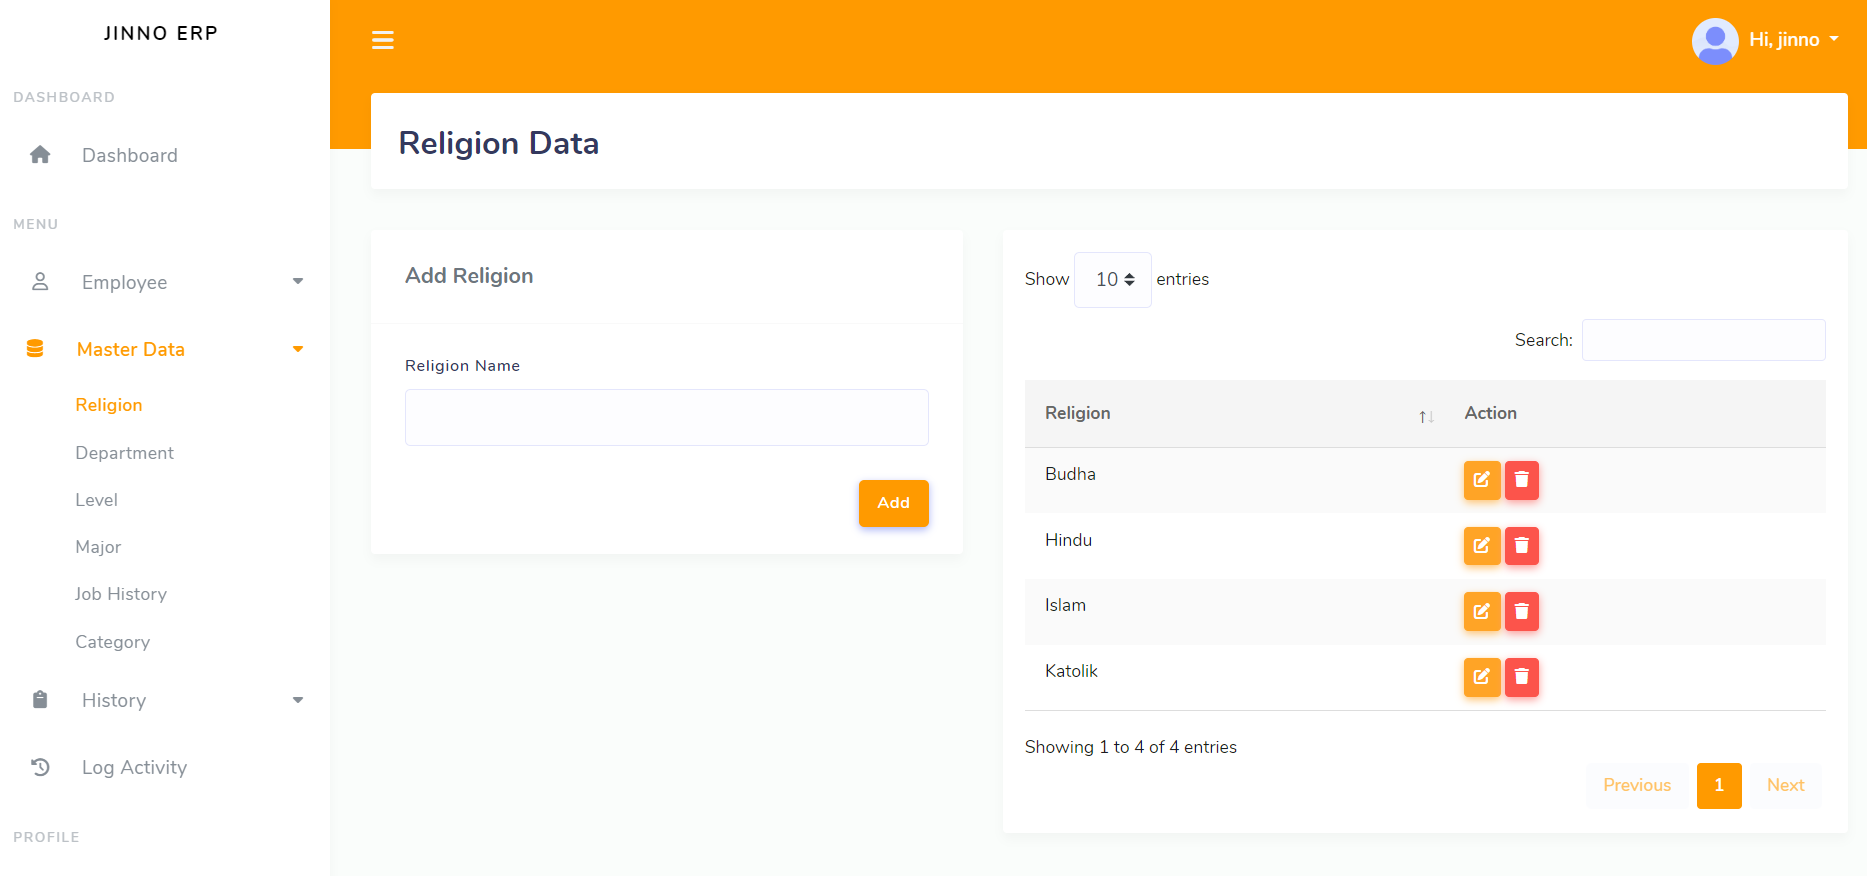 JINNO ERP
DASHBOARD
Dashboard
MENU
Employee
Master Data
Religion
Department
Level
Major
Job History
Category
History
Log Activity
PROFILE
Hi, jinno
Religion Data
Add Religion
Religion Name
Add
Show 10 entries
Search:
Religion Action
Budha
Hindu
Islam
Katolik
Showing 1 to 4 of 4 entries
Previous 1 Next